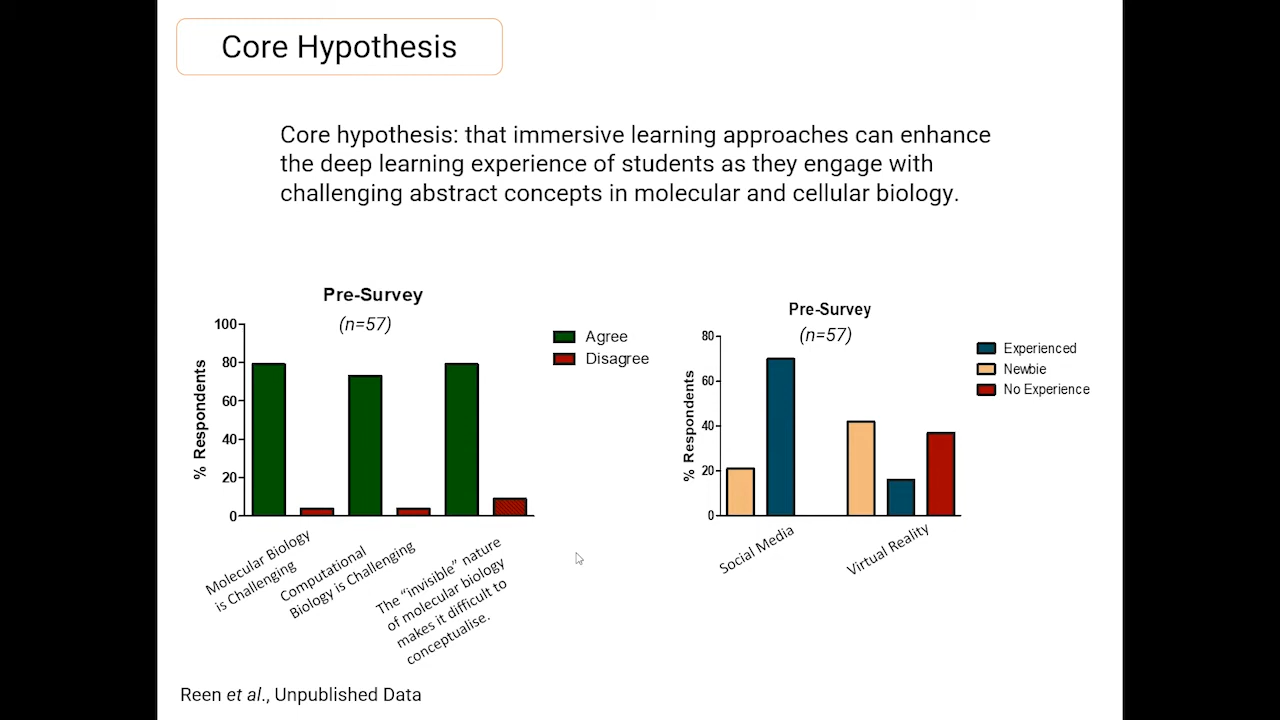 Core Hypothesis
Core hypothesis: that immersive learning approaches can enhance
the deep learning experience of students as they engage with
challenging abstract concepts in molecular and cellular biology.
Pre-Survey
(n=57)
% Respondents
100
80
60
40
20
0
Agree
Disagree
Molecular Biology
is Challenging
Computational
Biology is Challenging
The “invisible” nature
of molecular biology
makes it difficult to
conceptualise.
Pre-Survey
(n=57)
% Respondents
80
60
40
20
0
Experienced
Newbie
No Experience
Social Media
Virtual Reality
Reen et al., Unpublished Data